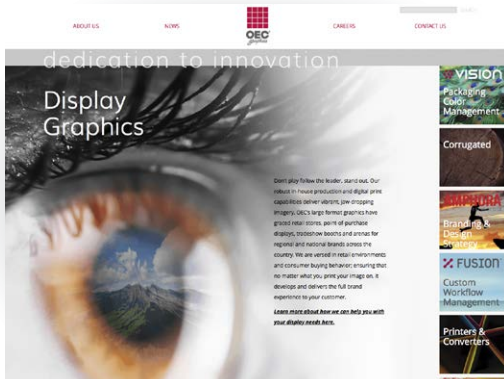 ABOUT US
NEWS
OEC
graphics
CAREERS
CONTACT US
dedication to innovation
Display
Graphics
Don't play follow the leader, stand out. Our
robust in-house production and digital print
capabilities deliver vibrant, jaw-dropping
imagery. OEC's large format graphics have
graced retail stores, point of purchase
displays, tradeshow booths and arenas for
regional and national brands across the
country. We are versed in retail environments
and consumer buying behavior; ensuring that
no matter what you print your image on, it
develops and delivers the full brand
experience to your customer.
Learn more about how we can help you with
your display needs here.
VISION
Packaging
Color
Management
Corrugated
AMPHORA
Branding &
Design
Strategy
FUSION
Custom
Workflow
Management
Printers &
Converters